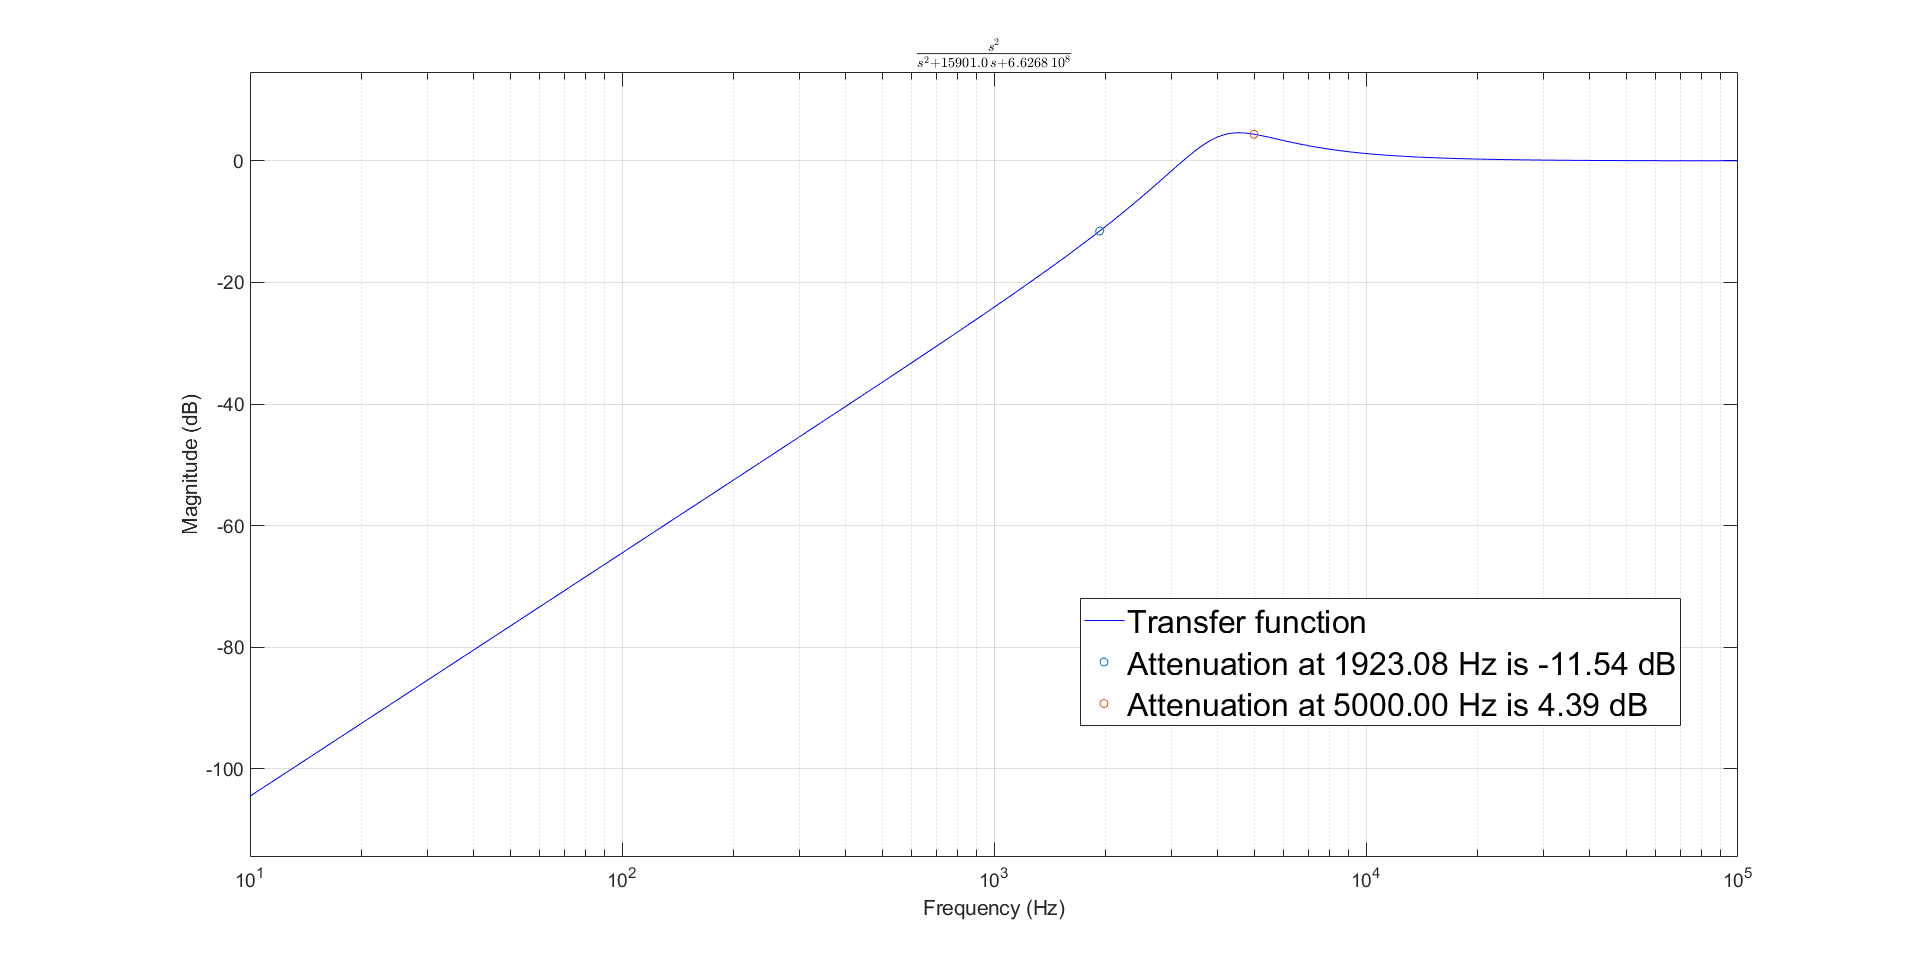 s²
s²+15901.0 s+6.6268 10⁸
0
-20
-40
-60
-80
-100
Magnitude (dB)
Transfer function
Attenuation at 1923.08 Hz is -11.54 dB
Attenuation at 5000.00 Hz is 4.39 dB
10¹ 10² 10³ 10⁴ 10⁵
Frequency (Hz)